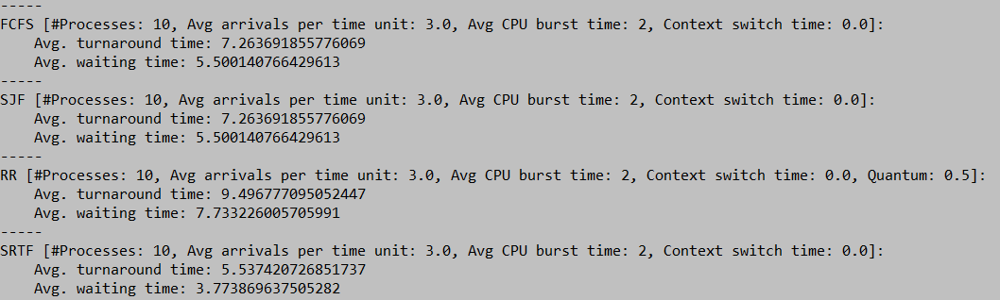 -----
FCFS [#Processes: 10, Avg arrivals per time unit: 3.0, Avg CPU burst time: 2, Context switch time: 0.0]:
    Avg. turnaround time: 7.263691855776069
    Avg. waiting time: 5.500140766429613
-----
SJF [#Processes: 10, Avg arrivals per time unit: 3.0, Avg CPU burst time: 2, Context switch time: 0.0]:
    Avg. turnaround time: 7.263691855776069
    Avg. waiting time: 5.500140766429613
-----
RR [#Processes: 10, Avg arrivals per time unit: 3.0, Avg CPU burst time: 2, Context switch time: 0.0, Quantum: 0.5]:
    Avg. turnaround time: 9.496777095052447
    Avg. waiting time: 7.733226005705991
-----
SRTF [#Processes: 10, Avg arrivals per time unit: 3.0, Avg CPU burst time: 2, Context switch time: 0.0]:
    Avg. turnaround time: 5.537420726851737
    Avg. waiting time: 3.773869637505282